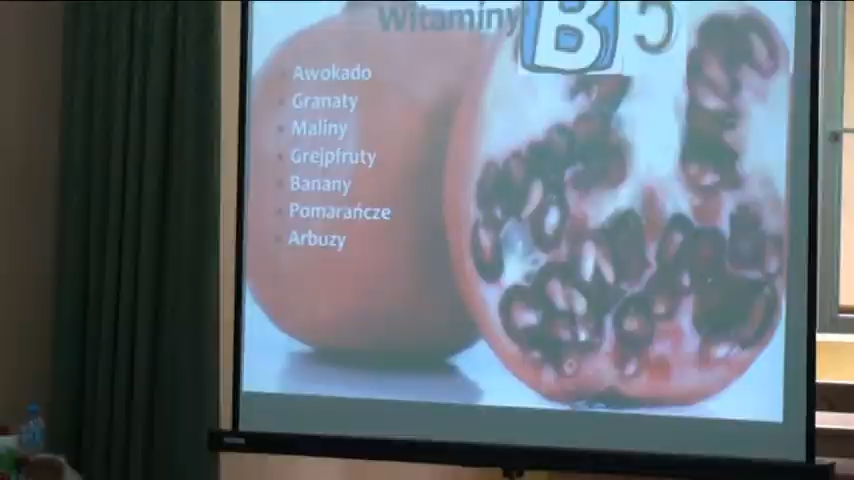 Witaminy B5
Awokado
Granaty
Maliny
Grejpfruty
Banany
Pomarańcze
Arbuzy